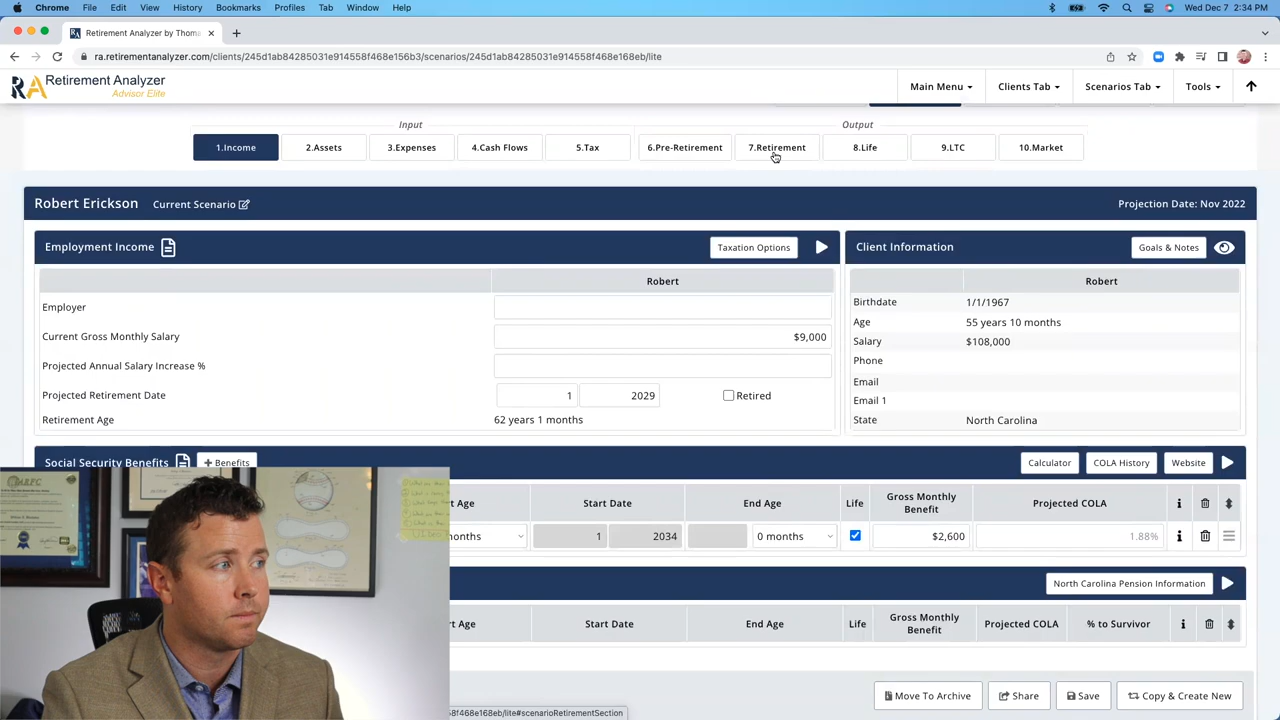 Chrome File Edit View History Bookmarks Profiles Tab Window Help Wed Dec 7 2:34 PM
Retirement Analyzer by Thoma
ra.retirementanalyzer.com/clients/245d1ab84285031e914558f468e156b3/scenarios/245d1ab84285031e914558f468e168eb/lite
RA Retirement Analyzer
Advisor Elite
Main Menu Clients Tab Scenarios Tab Tools
Input Output
1.Income 2.Assets 3.Expenses 4.Cash Flows 5.Tax 6.Pre-Retirement 7.Retirement 8.Life 9.LTC 10.Market
Robert Erickson Current Scenario Projection Date: Nov 2022
Employment Income Taxation Options Client Information Goals & Notes
Robert Robert
Employer Birthdate 1/1/1967
Age 55 years 10 months
Current Gross Monthly Salary $9,000 Salary $108,000
Projected Annual Salary Increase % Phone
Email
Projected Retirement Date 1 2029 Retired Email 1
Retirement Age 62 years 1 months State North Carolina
Social Security Benefits + Benefits Calculator COLA History Website
Age Start Date End Age Life Gross Monthly Benefit Projected COLA
months 1 2034 0 months $2,600 1.88%
North Carolina Pension Information
Age Start Date End Age Life Gross Monthly Benefit Projected COLA % to Survivor
Move To Archive Share Save Copy & Create New
58f468e168eb/lite#scenarioRetirementSection